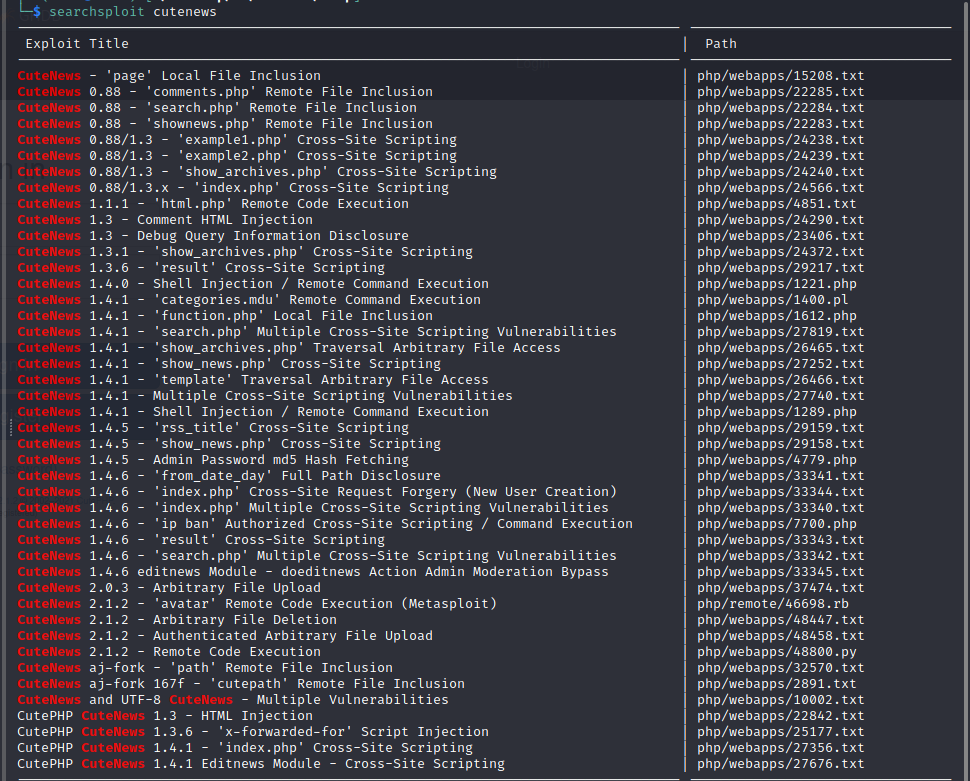 └─$ searchsploit cutenews
Exploit Title | Path
CuteNews - 'page' Local File Inclusion | php/webapps/15208.txt
CuteNews 0.88 - 'comments.php' Remote File Inclusion | php/webapps/22285.txt
CuteNews 0.88 - 'search.php' Remote File Inclusion | php/webapps/22284.txt
CuteNews 0.88 - 'shownews.php' Remote File Inclusion | php/webapps/22283.txt
CuteNews 0.88/1.3 - 'example1.php' Cross-Site Scripting | php/webapps/24238.txt
CuteNews 0.88/1.3 - 'example2.php' Cross-Site Scripting | php/webapps/24239.txt
CuteNews 0.88/1.3 - 'show_archives.php' Cross-Site Scripting | php/webapps/24240.txt
CuteNews 0.88/1.3.x - 'index.php' Cross-Site Scripting | php/webapps/24566.txt
CuteNews 1.1.1 - 'html.php' Remote Code Execution | php/webapps/4851.txt
CuteNews 1.3 - Comment HTML Injection | php/webapps/24290.txt
CuteNews 1.3 - Debug Query Information Disclosure | php/webapps/23406.txt
CuteNews 1.3.1 - 'show_archives.php' Cross-Site Scripting | php/webapps/24372.txt
CuteNews 1.3.6 - 'result' Cross-Site Scripting | php/webapps/29217.txt
CuteNews 1.4.0 - Shell Injection / Remote Command Execution | php/webapps/1221.php
CuteNews 1.4.1 - 'categories.mdu' Remote Command Execution | php/webapps/1400.pl
CuteNews 1.4.1 - 'function.php' Local File Inclusion | php/webapps/1612.php
CuteNews 1.4.1 - 'search.php' Multiple Cross-Site Scripting Vulnerabilities | php/webapps/27819.txt
CuteNews 1.4.1 - 'show_archives.php' Traversal Arbitrary File Access | php/webapps/26465.txt
CuteNews 1.4.1 - 'show_news.php' Cross-Site Scripting | php/webapps/27252.txt
CuteNews 1.4.1 - 'template' Traversal Arbitrary File Access | php/webapps/26466.txt
CuteNews 1.4.1 - Multiple Cross-Site Scripting Vulnerabilities | php/webapps/27740.txt
CuteNews 1.4.1 - Shell Injection / Remote Command Execution | php/webapps/1289.php
CuteNews 1.4.5 - 'rss_title' Cross-Site Scripting | php/webapps/29159.txt
CuteNews 1.4.5 - 'show_news.php' Cross-Site Scripting | php/webapps/29158.txt
CuteNews 1.4.5 - Admin Password md5 Hash Fetching | php/webapps/4779.php
CuteNews 1.4.6 - 'from_date_day' Full Path Disclosure | php/webapps/33341.txt
CuteNews 1.4.6 - 'index.php' Cross-Site Request Forgery (New User Creation) | php/webapps/33344.txt
CuteNews 1.4.6 - 'index.php' Multiple Cross-Site Scripting Vulnerabilities | php/webapps/33340.txt
CuteNews 1.4.6 - 'ip ban' Authorized Cross-Site Scripting / Command Execution | php/webapps/7700.php
CuteNews 1.4.6 - 'result' Cross-Site Scripting | php/webapps/33343.txt
CuteNews 1.4.6 - 'search.php' Multiple Cross-Site Scripting Vulnerabilities | php/webapps/33342.txt
CuteNews 1.4.6 editnews Module - doeditnews Action Admin Moderation Bypass | php/webapps/33345.txt
CuteNews 2.0.3 - Arbitrary File Upload | php/webapps/37474.txt
CuteNews 2.1.2 - 'avatar' Remote Code Execution (Metasploit) | php/remote/46698.rb
CuteNews 2.1.2 - Arbitrary File Deletion | php/webapps/48447.txt
CuteNews 2.1.2 - Authenticated Arbitrary File Upload | php/webapps/48458.txt
CuteNews 2.1.2 - Remote Code Execution | php/webapps/48800.py
CuteNews aj-fork - 'path' Remote File Inclusion | php/webapps/32570.txt
CuteNews aj-fork 167f - 'cutepath' Remote File Inclusion | php/webapps/2891.txt
CuteNews and UTF-8 CuteNews - Multiple Vulnerabilities | php/webapps/10002.txt
CutePHP CuteNews 1.3 - HTML Injection | php/webapps/22842.txt
CutePHP CuteNews 1.3.6 - 'x-forwarded-for' Script Injection | php/webapps/25177.txt
CutePHP CuteNews 1.4.1 - 'index.php' Cross-Site Scripting | php/webapps/27356.txt
CutePHP CuteNews 1.4.1 Editnews Module - Cross-Site Scripting | php/webapps/27676.txt